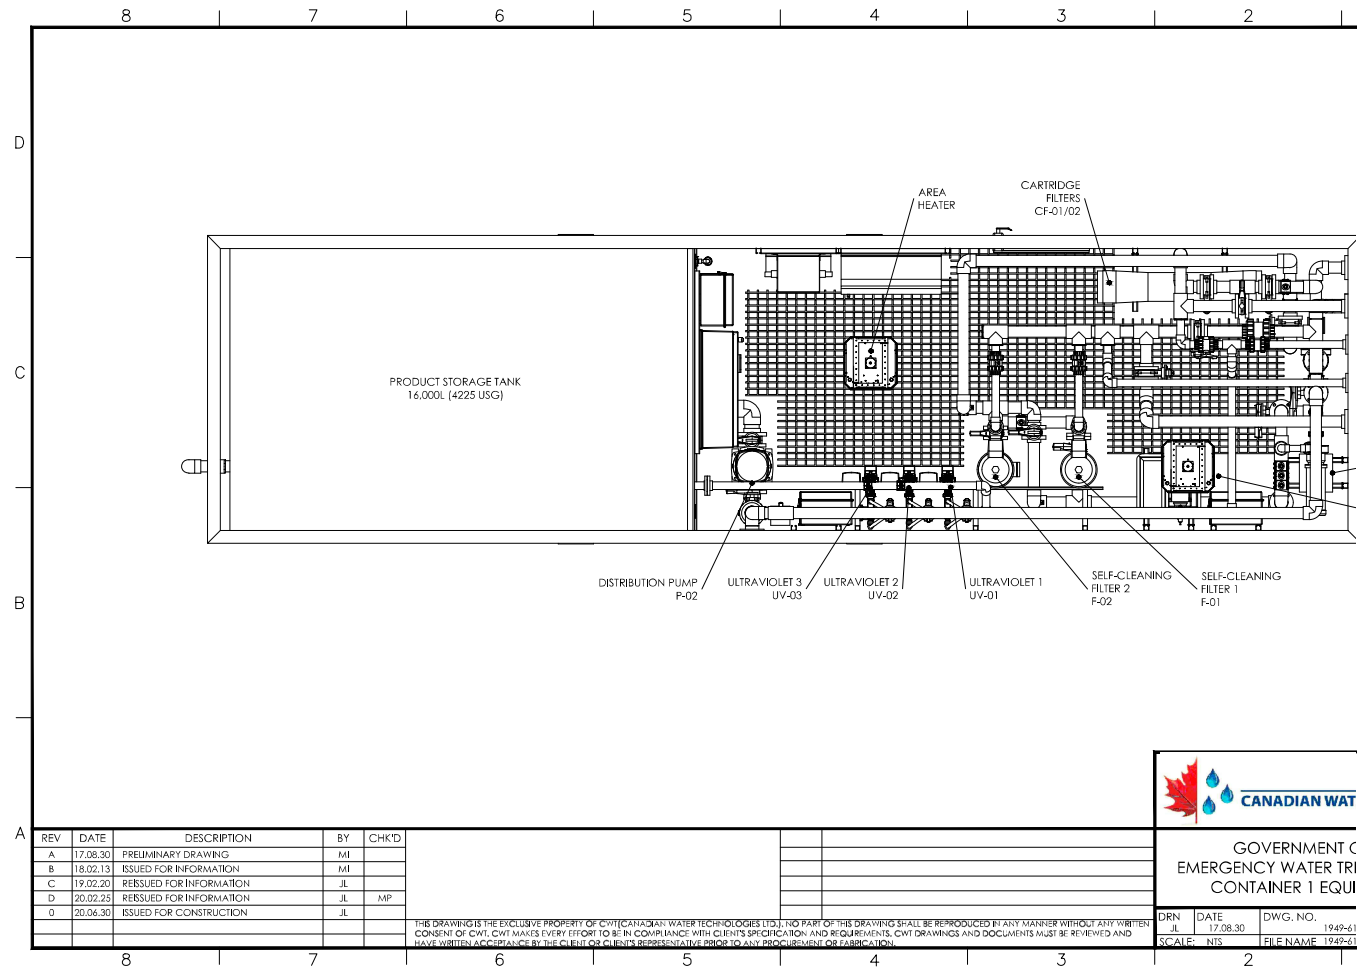 8 7 6 5 4 3 2
D
C
B
A
AREA
HEATER
CARTRIDGE
FILTERS
CF-01/02
PRODUCT STORAGE TANK
16,000L (4225 USG)
DISTRIBUTION PUMP
P-02
ULTRAVIOLET 3
UV-03
ULTRAVIOLET 2
UV-02
ULTRAVIOLET 1
UV-01
SELF-CLEANING
FILTER 2
F-02
SELF-CLEANING
FILTER 1
F-01
REV DATE DESCRIPTION BY CHK'D
A 17.08.30 PRELIMINARY DRAWING MI
B 18.02.13 ISSUED FOR INFORMATION MI
C 19.02.20 REISSUED FOR INFORMATION JL
D 20.02.25 REISSUED FOR INFORMATION JL MP
0 20.06.30 ISSUED FOR CONSTRUCTION JL
THIS DRAWING IS THE EXCLUSIVE PROPERTY OF CWT(CANADIAN WATER TECHNOLOGIES LTD.). NO PART OF THIS DRAWING SHALL BE REPRODUCED IN ANY MANNER WITHOUT ANY WRITTEN
CONSENT OF CWT. CWT MAKES EVERY EFFORT TO BE IN COMPLIANCE WITH CLIENT'S SPECIFICATION AND REQUIREMENTS. CWT DRAWINGS AND DOCUMENTS MUST BE REVIEWED AND
HAVE WRITTEN ACCEPTANCE BY THE CLIENT OR CLIENT'S REPRESENTATIVE PRIOR TO ANY PROCUREMENT OR FABRICATION.
CANADIAN WAT
GOVERNMENT
EMERGENCY WATER TRE
CONTAINER 1 EQUI
DRN DATE DWG. NO.
JL 17.08.30 1949-61
SCALE: NTS FILE NAME 1949-61
8 7 6 5 4 3 2